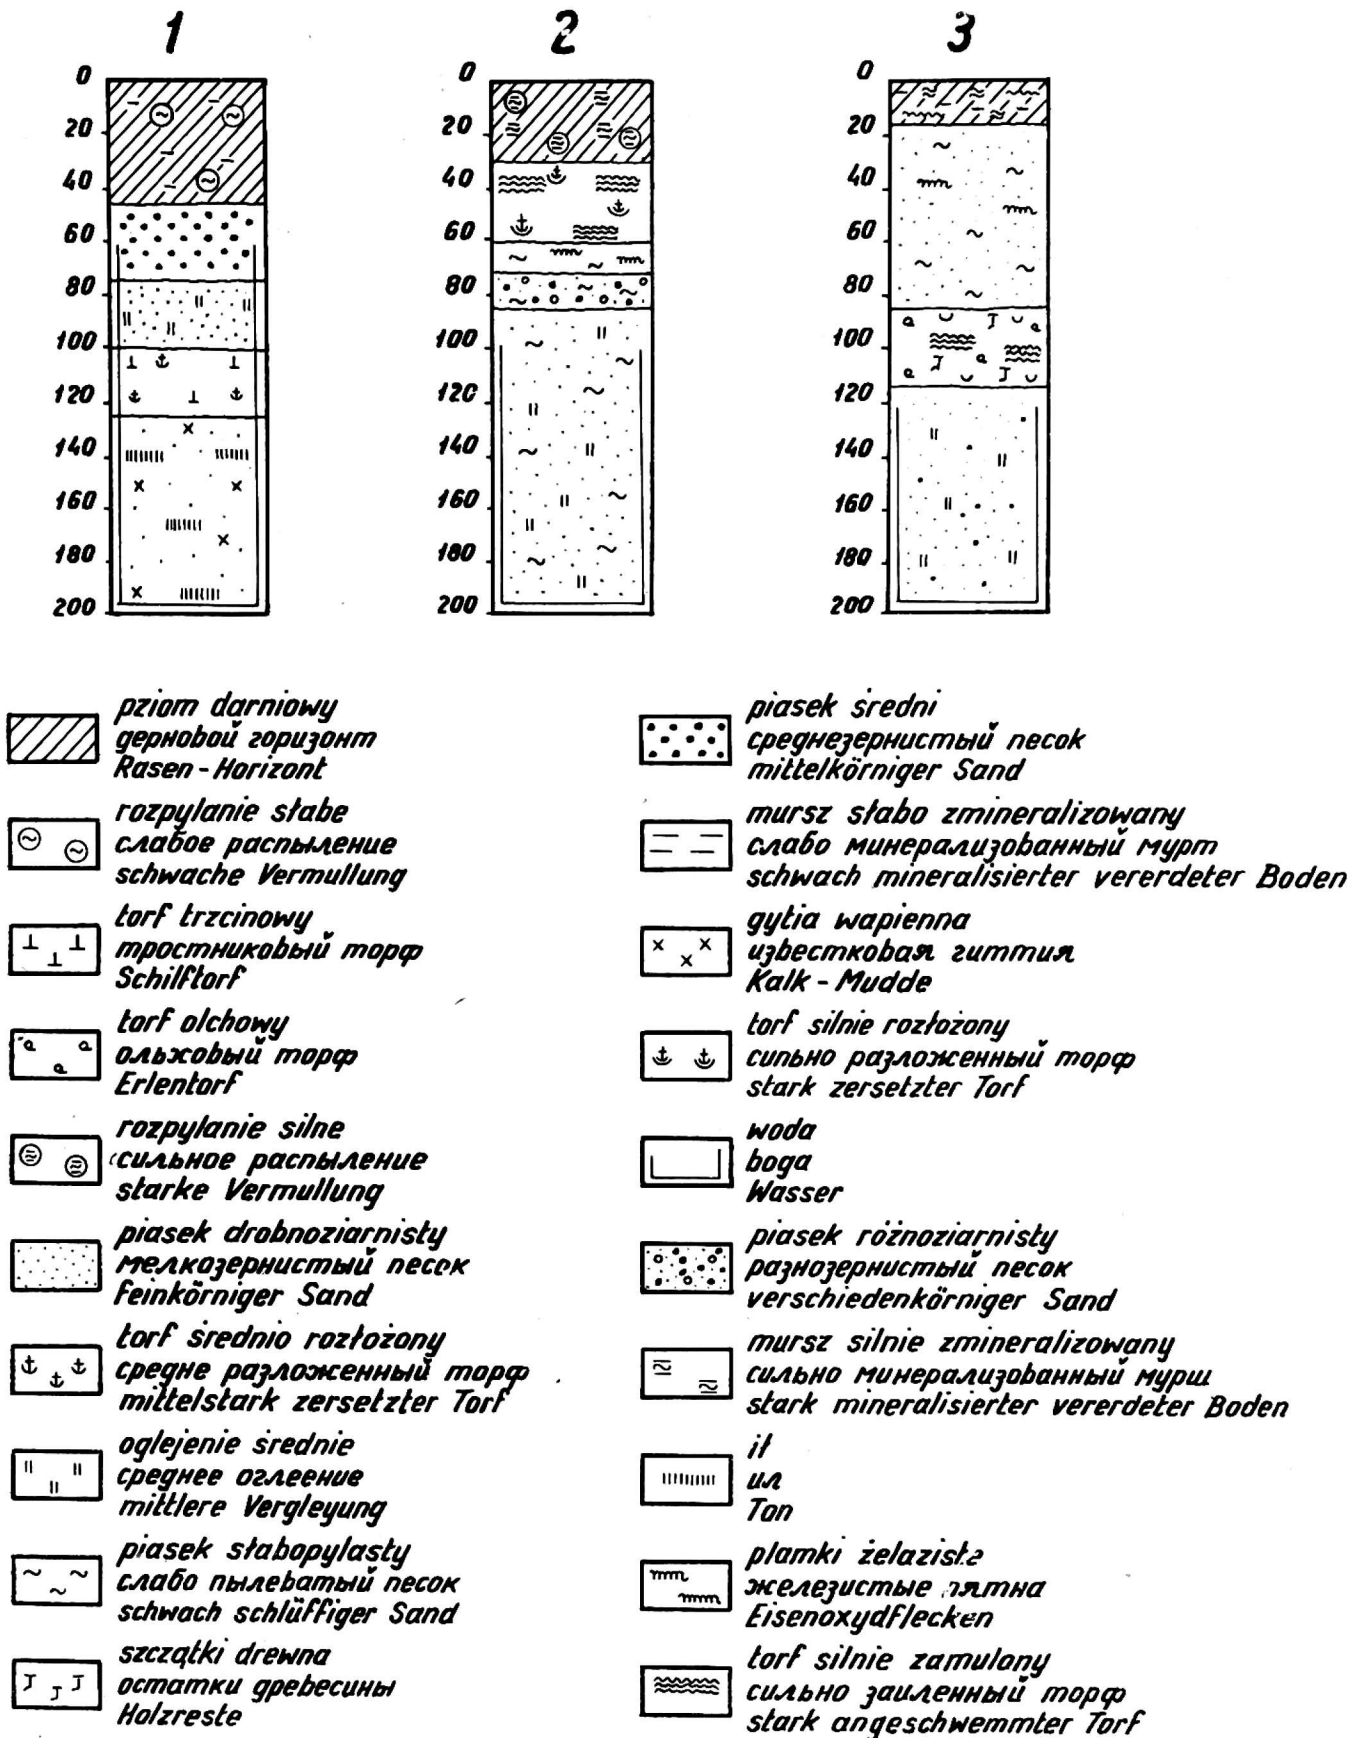 1
2
3
0
20
40
60
80
100
120
140
160
180
200
0
20
40
60
80
100
120
140
160
180
200
0
20
40
60
80
100
120
140
160
180
200
pziom darniowy
дерновой горизонт
Rasen-Horizont
rozpylanie słabe
слабое распыление
schwache Vermullung
torf trzcinowy
тростниковый торф
Schilftorf
torf olchowy
ольховый торф
Erlentorf
rozpylanie silne
сильное распыление
starke Vermullung
piasek drobnoziarnisty
мелкозернистый песок
feinkörniger Sand
torf średnio rozłożony
средне разложенный торф
mittelstark zersetzter Torf
oglejenie średnie
среднее оглеение
mittlere Vergleyung
piasek słabopylasty
слабо пылеватый песок
schwach schlüffiger Sand
szczątki drewna
остатки древесины
Holzreste
piasek średni
среднезернистый песок
mittelkörniger Sand
mursz słabo zmineralizowany
слабо минерализованный мурт
schwach mineralisierter vererdeter Boden
gytia wapienna
известковая гиттия
Kalk-Mudde
torf silnie rozłożony
сильно разложенный торф
stark zersetzter Torf
woda
вода
Wasser
piasek różnoziarnisty
разнозернистый песок
verschiedenkörniger Sand
mursz silnie zmineralizowany
сильно минерализованный мурш
stark mineralisierter vererdeter Boden
ił
ил
Ton
plamki żelaziste
железистые пятна
Eisenoxydflecken
torf silnie zamulony
сильно заиленный торф
stark angeschwemmter Torf